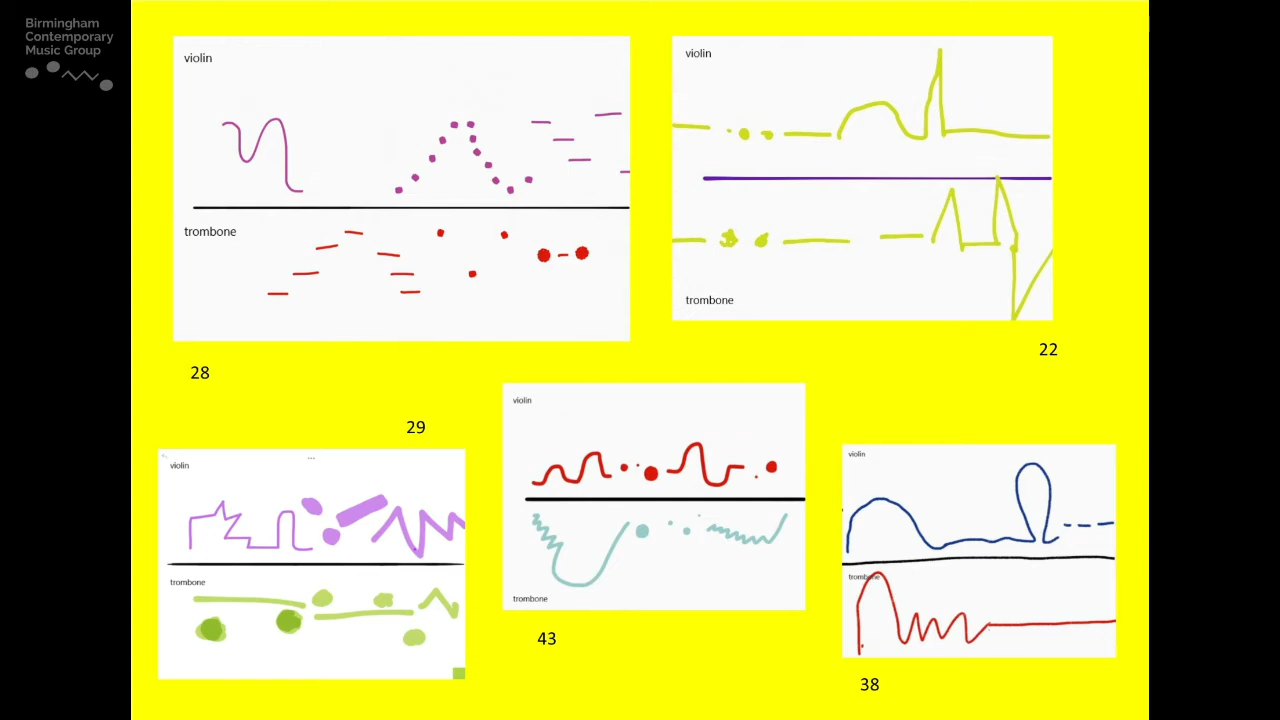 Birmingham
Contemporary
Music Group
violin
trombone
28
violin
trombone
22
29
violin
trombone
violin
trombone
43
violin
trombone
38